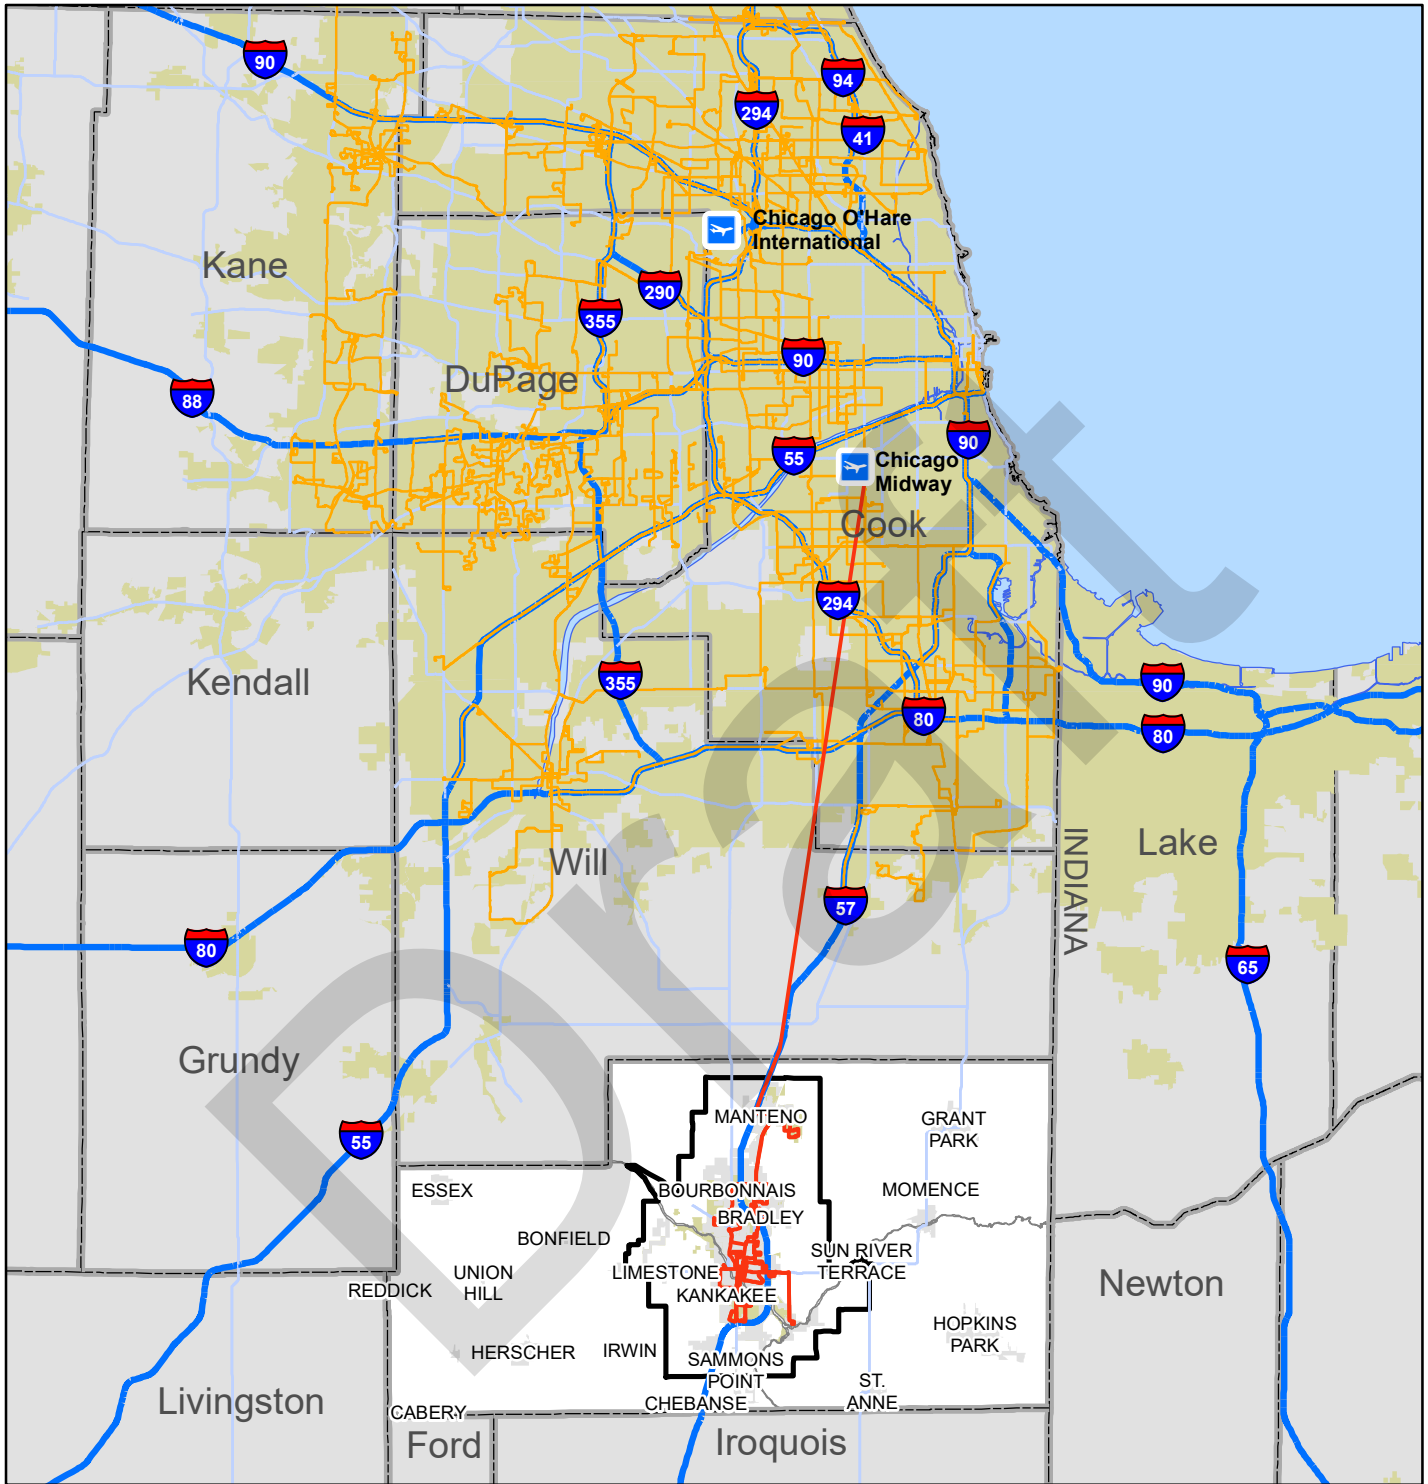 90
94
294
41
Chicago O'Hare
International
Kane
290
355
90
DuPage
88
90
55
Chicago
Midway
Cook
294
Kendall
355
90
80
80
Will
INDIANA
Lake
57
80
65
Grundy
MANTENO
GRANT
PARK
55
ESSEX
BOURBONNAIS
MOMENCE
BRADLEY
BONFIELD
SUN RIVER
TERRACE
UNION
HILL
LIMESTONE
REDDICK
KANKAKEE
Newton
HOPKINS
PARK
HERSCHER
IRWIN
SAMMONS
POINT
ST.
ANNE
Livingston
CHEBANSE
CABERY
Ford
Iroquois
Draft